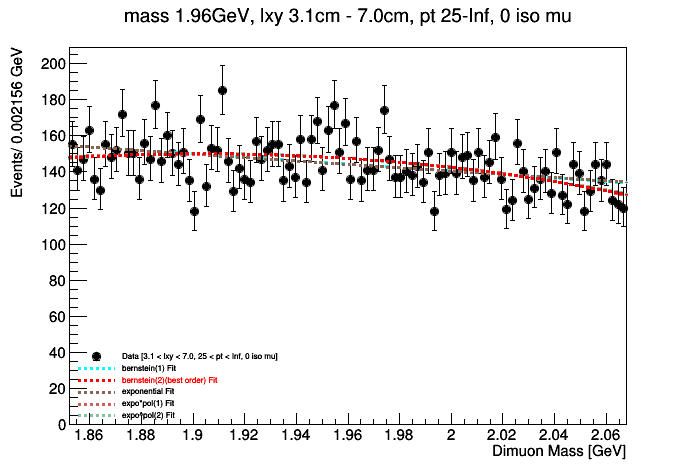 mass 1.96GeV, lxy 3.1cm - 7.0cm, pt 25-Inf, 0 iso mu
Events/ 0.002156 GeV
200
180
160
140
120
100
80
60
40
20
0
Data [3.1 < lxy < 7.0, 25 < pt < Inf, 0 iso mu]
bernstein(1) Fit
bernstein(2)(best order) Fit
exponential Fit
expo*pol(1) Fit
expo*pol(2) Fit
1.86 1.88 1.9 1.92 1.94 1.96 1.98 2 2.02 2.04 2.06
Dimuon Mass [GeV]